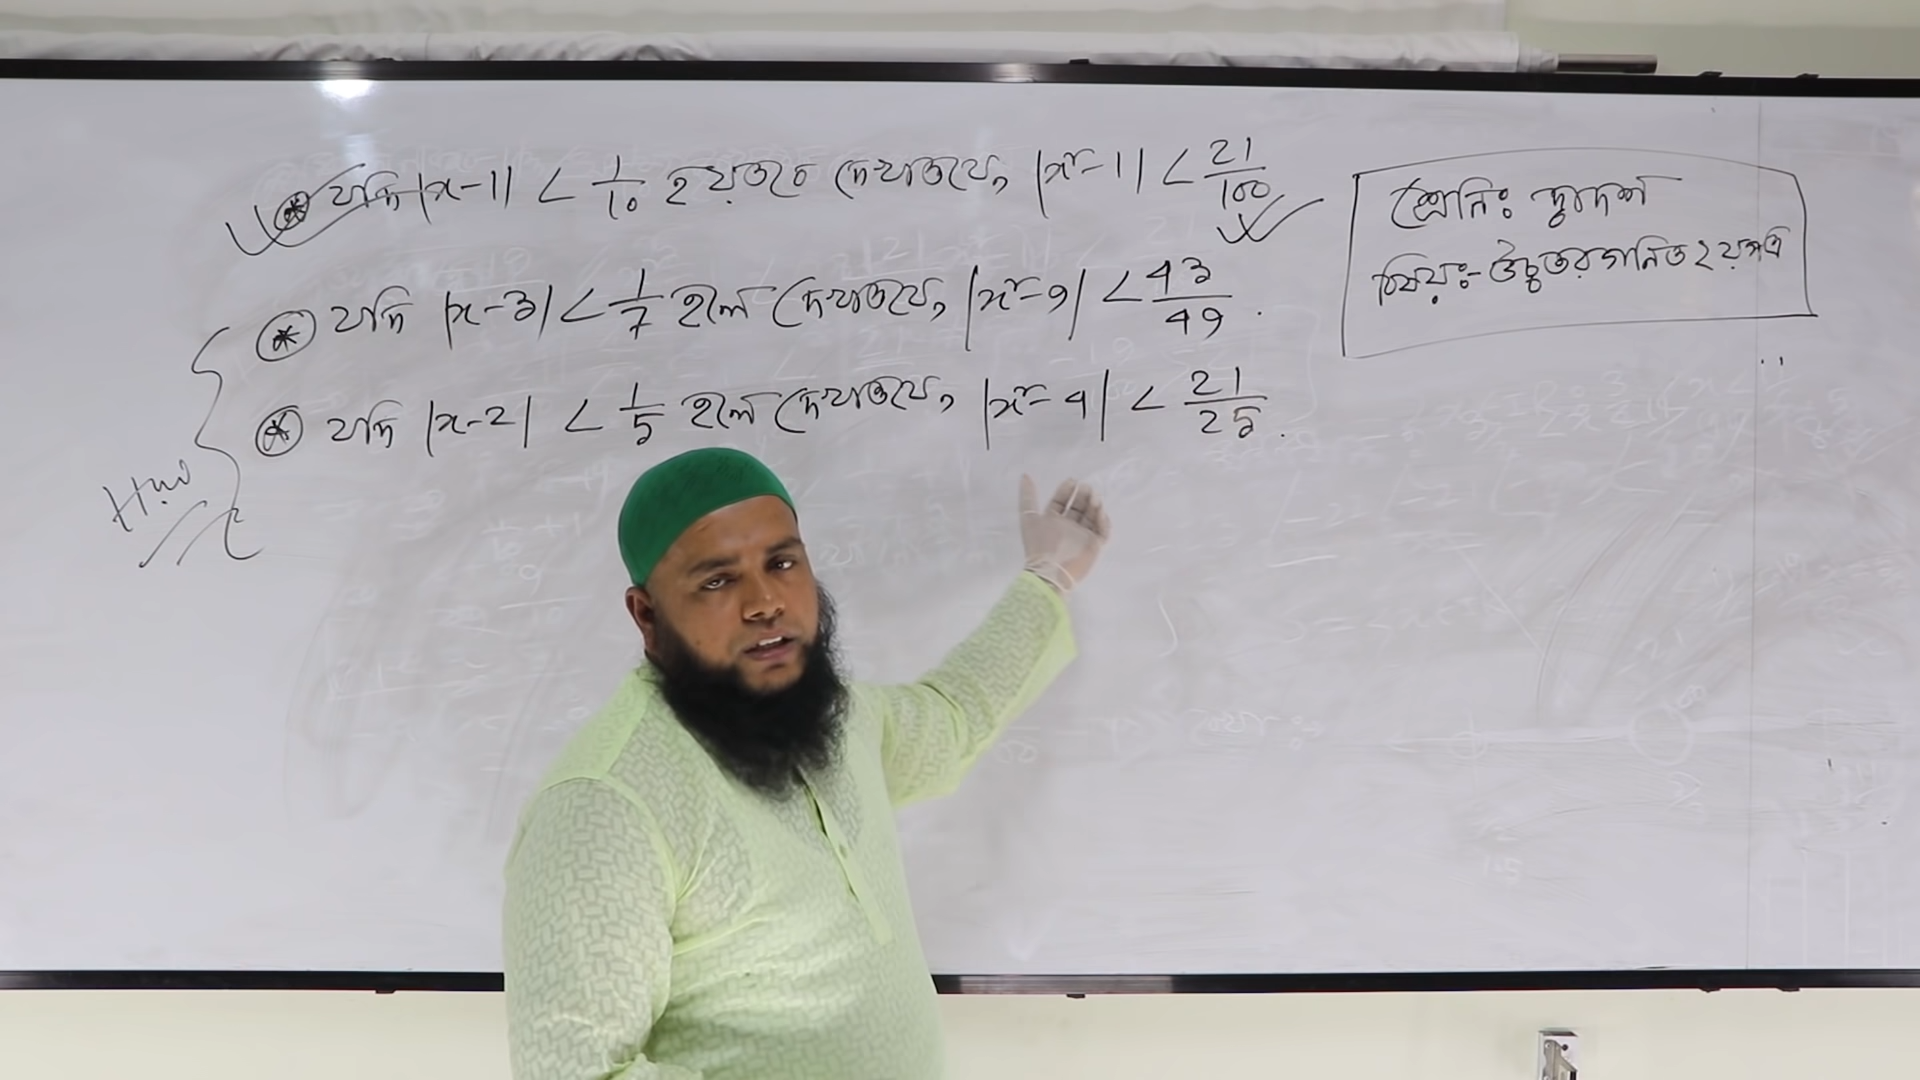 যদি |x-1| < 1/10 হয় তবে দেখাও যে, |x²-1| < 21/100
যদি |x-3| < 1/7 হলে দেখাও যে, |x²-9| < 43/49.
যদি |x-2| < 1/5 হলে দেখাও যে, |x²-4| < 21/25.
H.W
শ্রেনিঃ দ্বাদশ
বিষয়ঃ- উচ্চতর গনিত ২য় পত্র